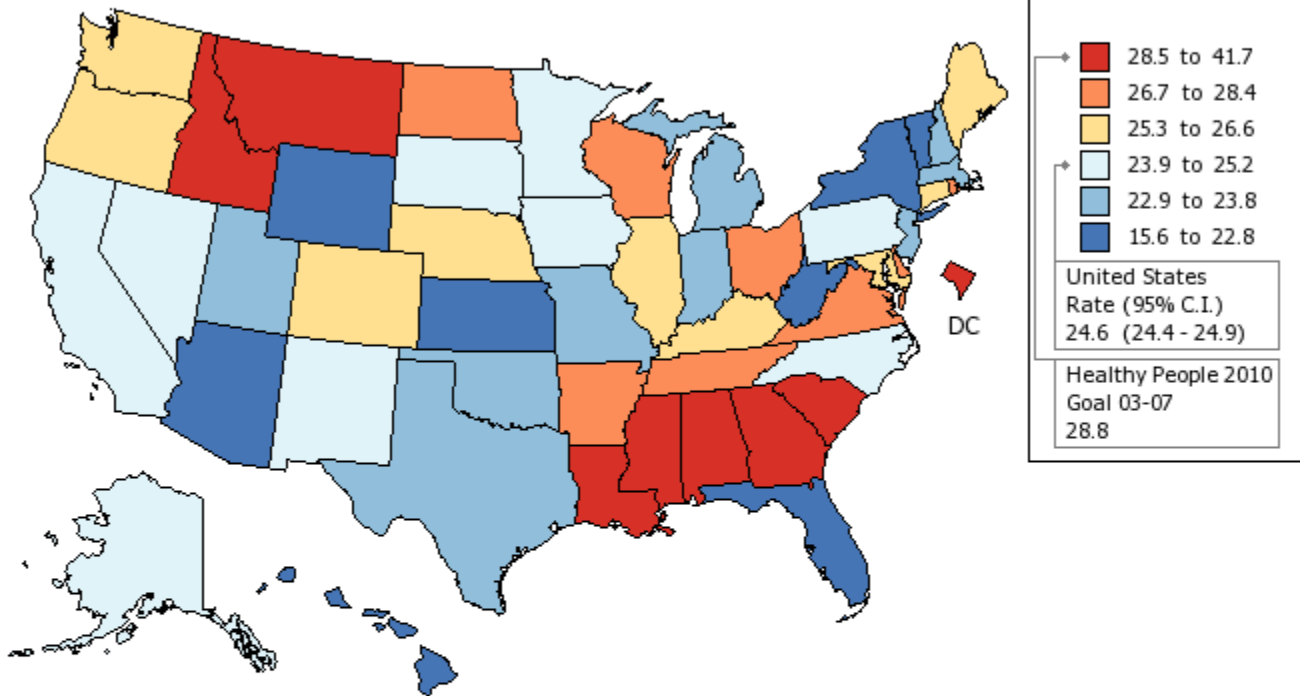 28.5 to 41.7
26.7 to 28.4
25.3 to 26.6
23.9 to 25.2
22.9 to 23.8
15.6 to 22.8
United States
Rate (95% C.I.)
24.6 (24.4 - 24.9)
DC
Healthy People 2010
Goal 03-07
28.8